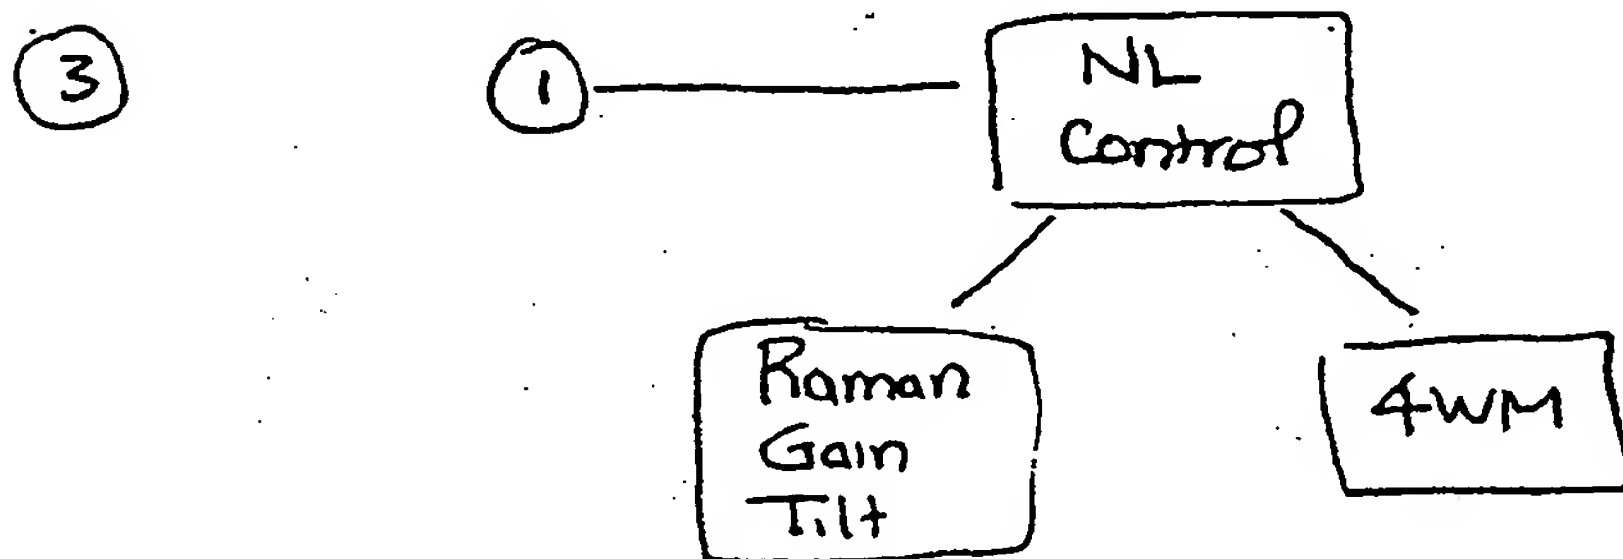 3
1
NL
Control
Raman
Gain
Tilt
4WM